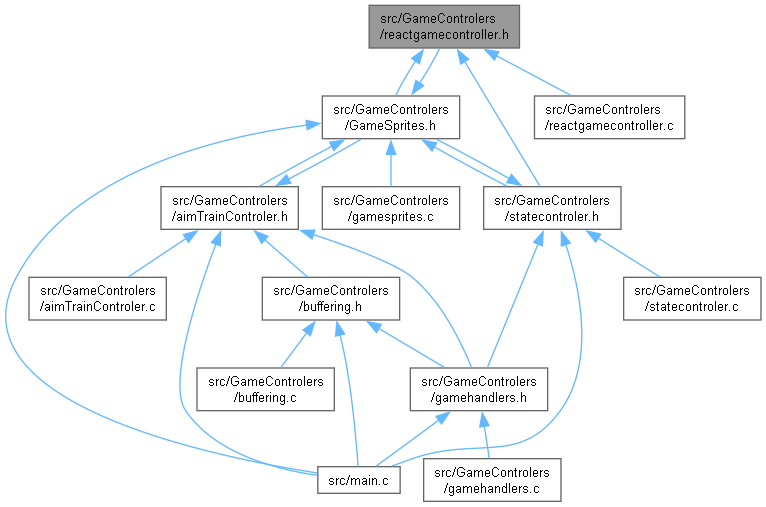 src/GameControlers
/reactgamecontroller.h
src/GameControlers
/GameSprites.h
src/GameControlers
/reactgamecontroller.c
src/GameControlers
/aimTrainControler.h
src/GameControlers
/gamesprites.c
src/GameControlers
/statecontroler.h
src/GameControlers
/aimTrainControler.c
src/GameControlers
/buffering.h
src/GameControlers
/statecontroler.c
src/GameControlers
/buffering.c
src/GameControlers
/gamehandlers.h
src/main.c
src/GameControlers
/gamehandlers.c